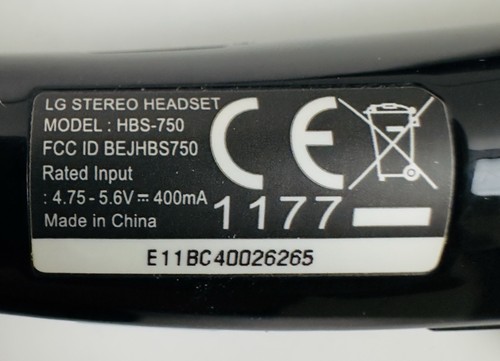 LG STEREO HEADSET
MODEL : HBS-750
FCC ID BEJHBS750
Rated Input
: 4.75 - 5.6V⎓ 400mA
Made in China
CE
1177
E11BC40026265